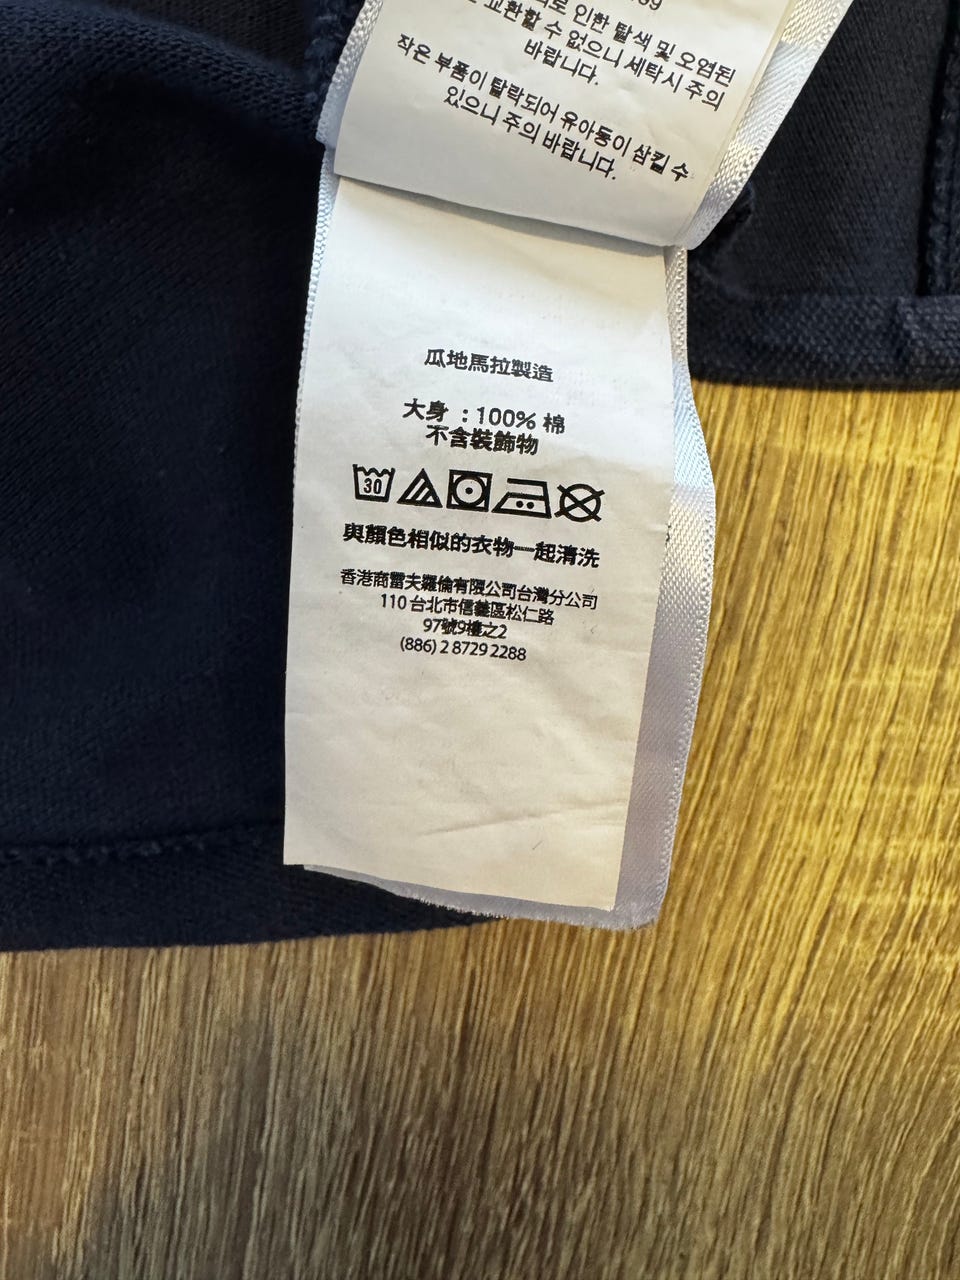 인한 탈색 및 오염된
교환할 수 없으니 세탁시 주의
바랍니다.
작은 부품이 탈락되어 유아동이 삼킬 수
있으니 주의 바랍니다.
瓜地馬拉製造
大身 : 100% 棉
不含裝飾物
30
與顏色相似的衣物一起清洗
香港商雷夫羅倫有限公司台灣分公司
110 台北市信義區松仁路
97號9樓之2
(886) 2 8729 2288